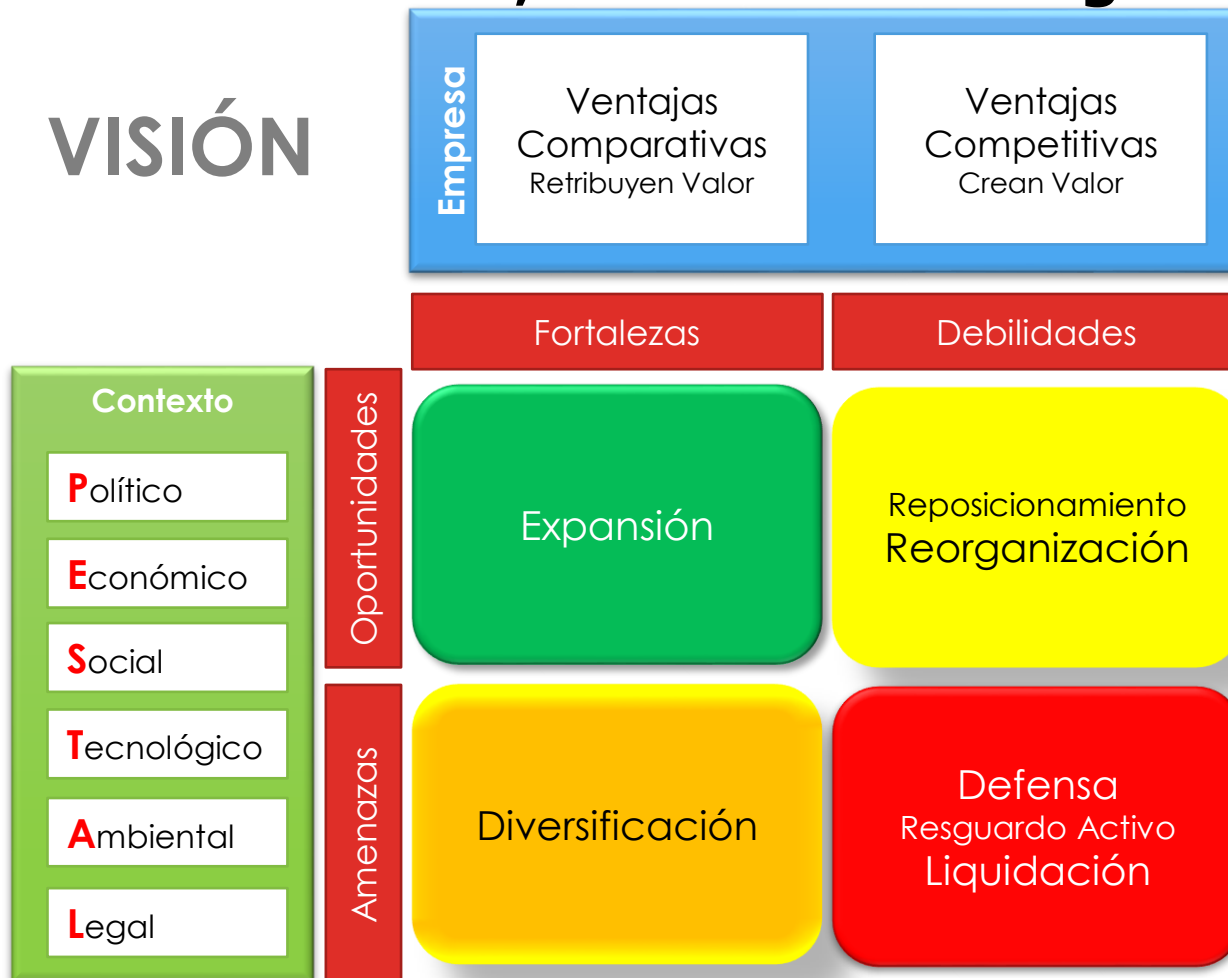 VISIÓN
Empresa
Ventajas
Comparativas
Retribuyen Valor
Ventajas
Competitivas
Crean Valor
Fortalezas
Debilidades
Contexto
Político
Económico
Social
Tecnológico
Ambiental
Legal
Oportunidades
Amenazas
Expansión
Reposicionamiento
Reorganización
Diversificación
Defensa
Resguardo Activo
Liquidación